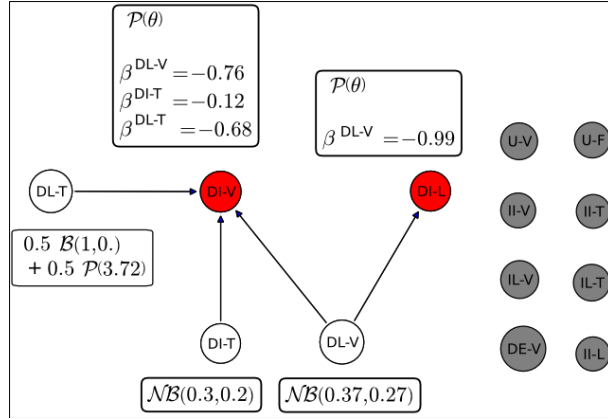 𝒫(θ)
β^DL-V = −0.76
β^DI-T = −0.12
β^DL-T = −0.68
𝒫(θ)
β^DL-V = −0.99
U-V
U-F
DL-T
DI-V
DI-L
II-V
II-T
0.5 ℬ(1,0.)
+ 0.5 𝒫(3.72)
IL-V
IL-T
DI-T
DL-V
DE-V
II-L
𝒩ℬ(0.3,0.2)
𝒩ℬ(0.37,0.27)